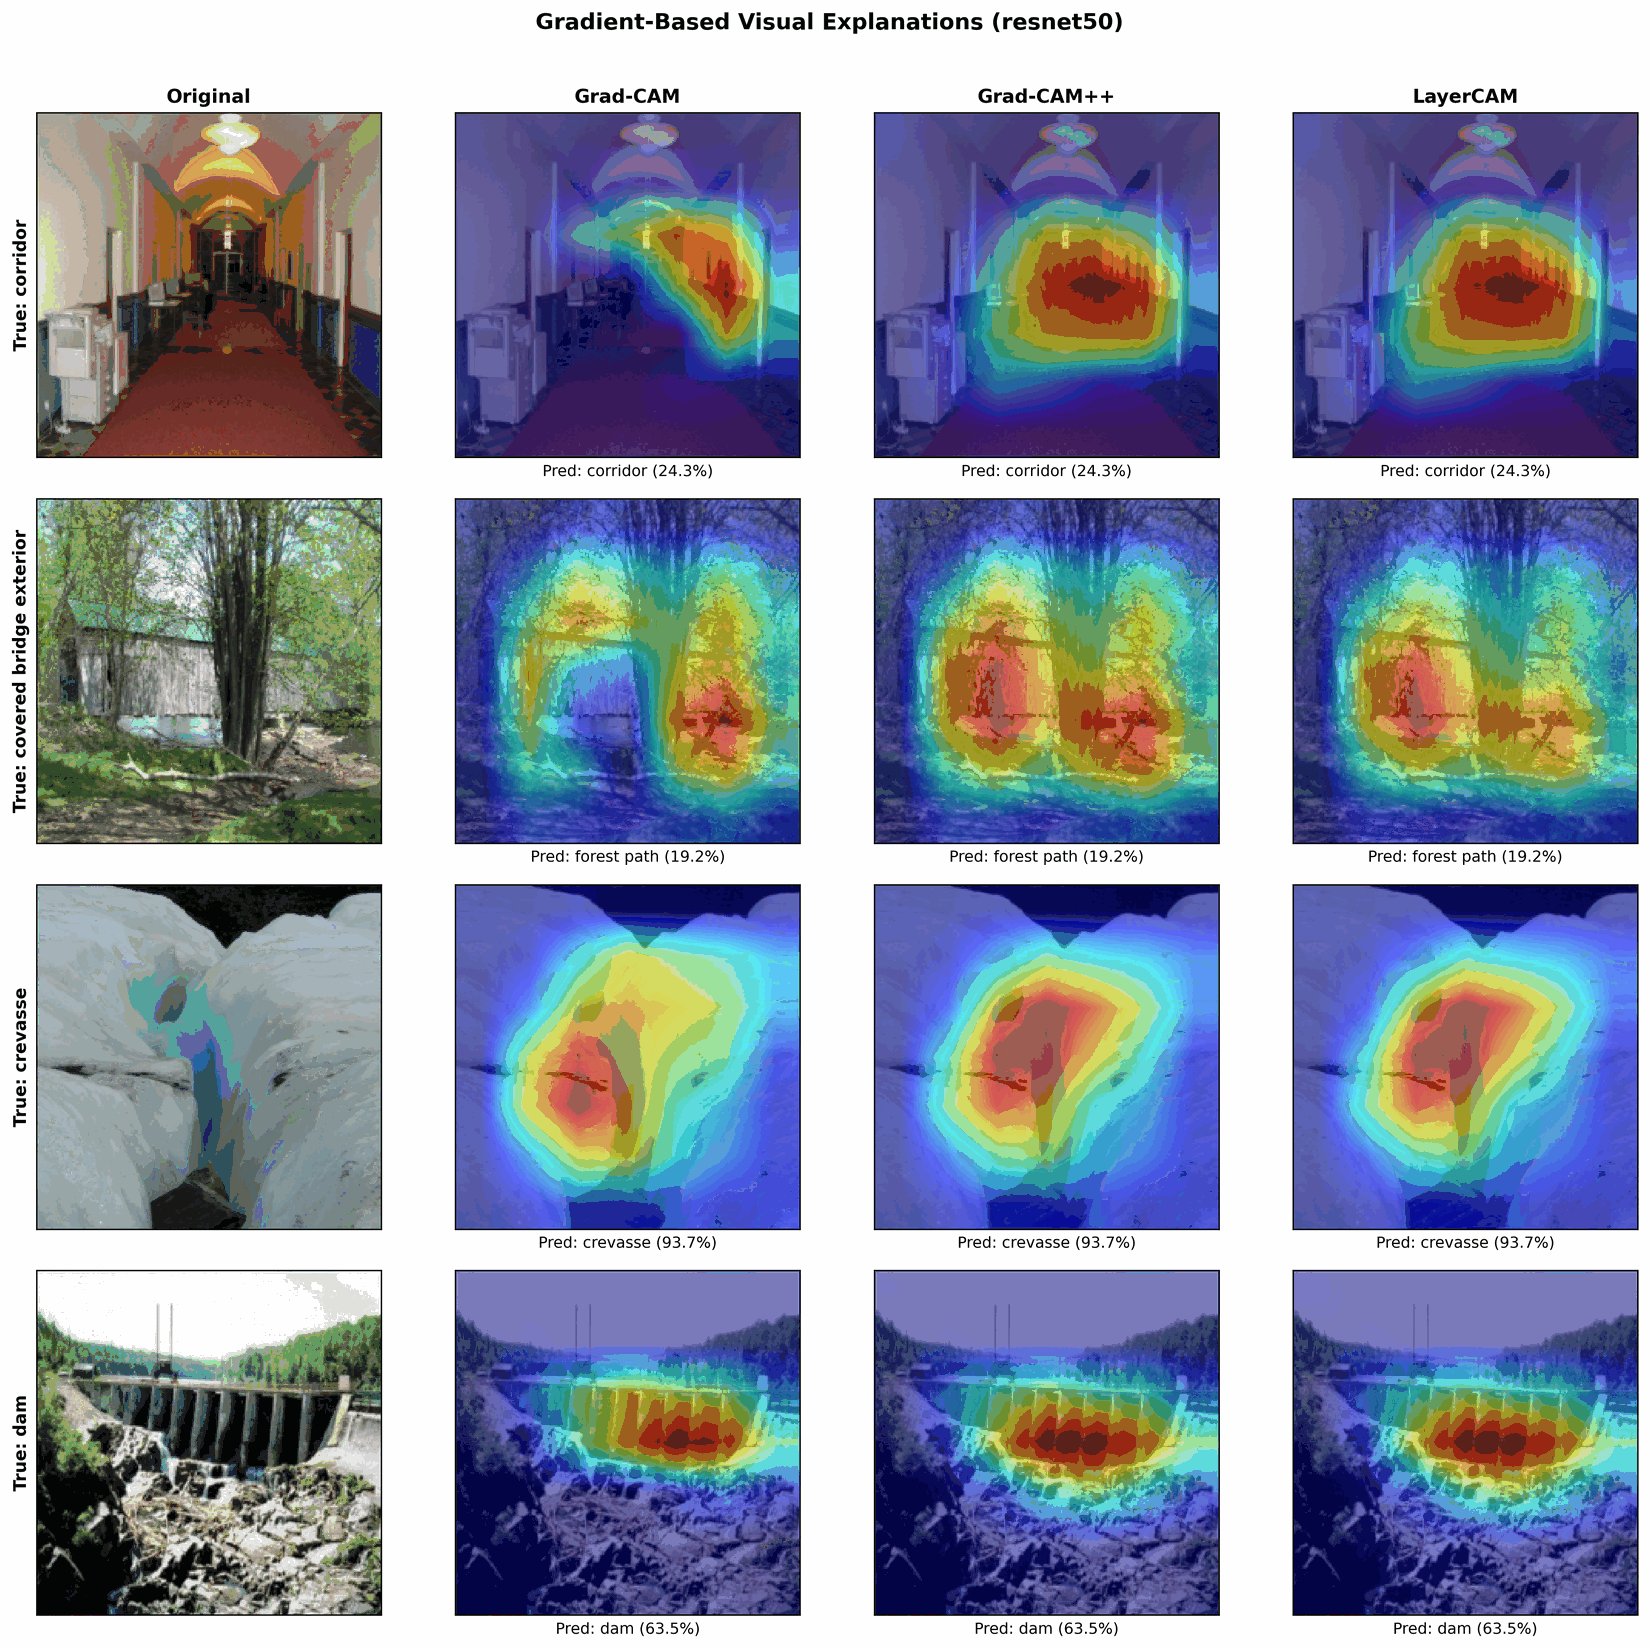 Gradient-Based Visual Explanations (resnet50)
Original
Grad-CAM
Grad-CAM++
LayerCAM
True: corridor
Pred: corridor (24.3%)
Pred: corridor (24.3%)
Pred: corridor (24.3%)
True: covered bridge exterior
Pred: forest path (19.2%)
Pred: forest path (19.2%)
Pred: forest path (19.2%)
True: crevasse
Pred: crevasse (93.7%)
Pred: crevasse (93.7%)
Pred: crevasse (93.7%)
True: dam
Pred: dam (63.5%)
Pred: dam (63.5%)
Pred: dam (63.5%)